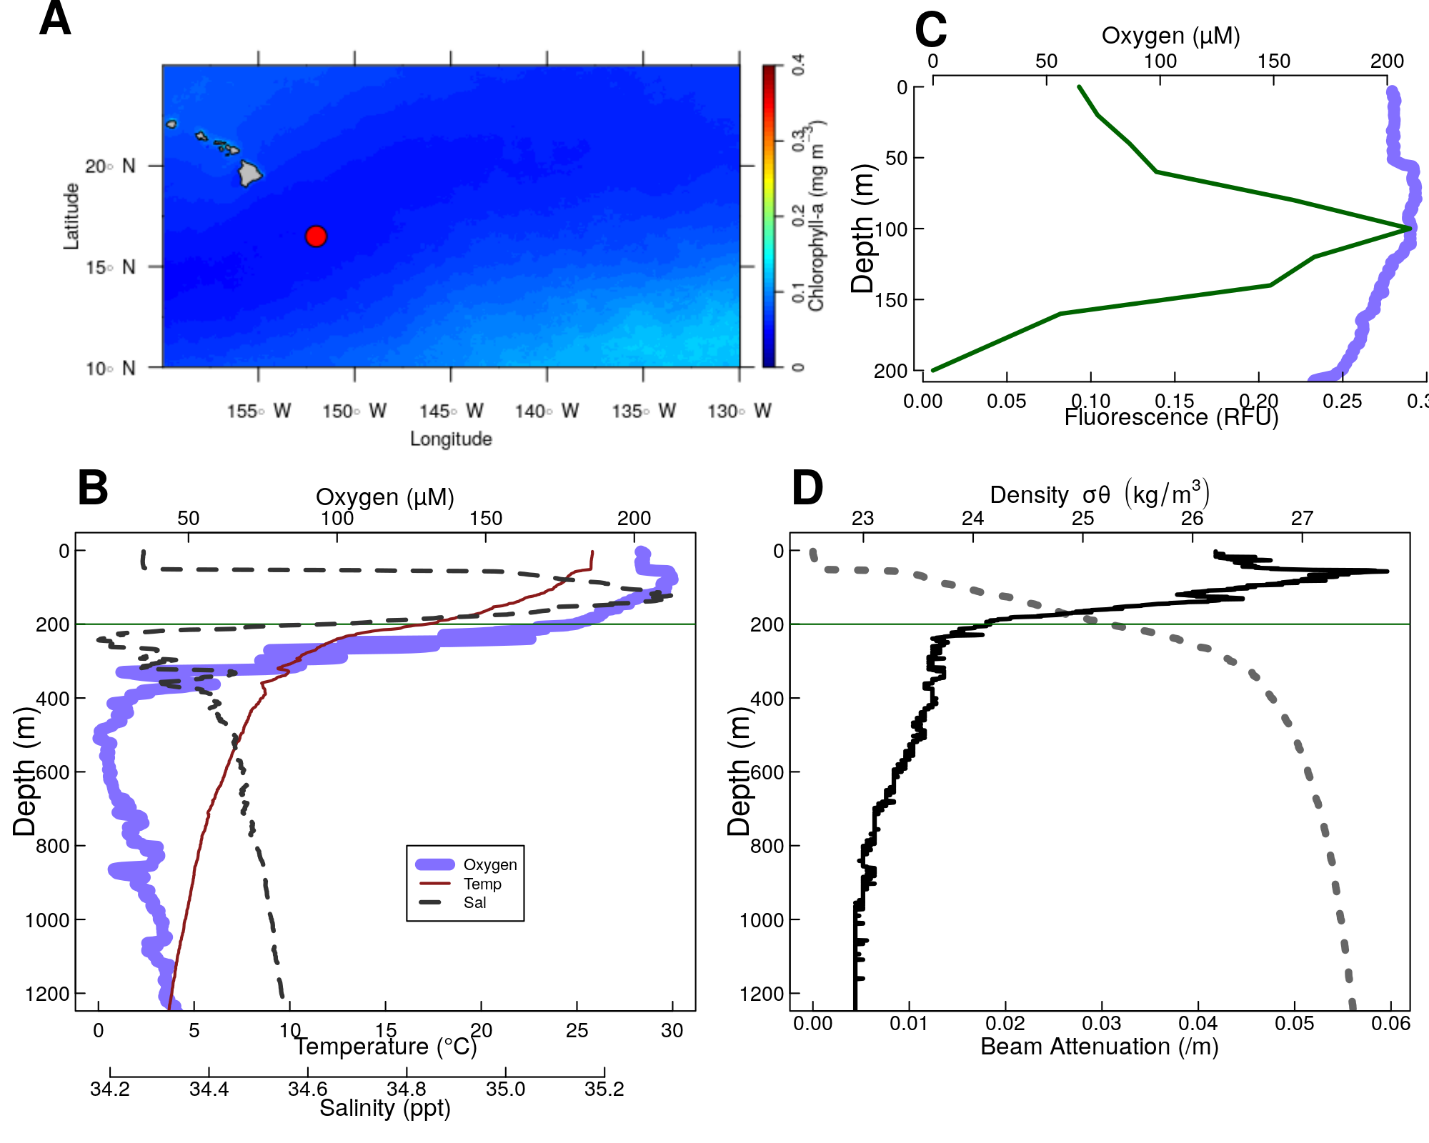 A
20° N
15° N
10° N
Latitude
155° W 150° W 145° W 140° W 135° W 130° W
Longitude
0 0.1 0.2 0.3 0.4
Chlorophyll-a (mg m⁻³)
C
Oxygen (µM)
0 50 100 150 200
0
50
100
150
200
Depth (m)
0.00 0.05 0.10 0.15 0.20 0.25 0.3
Fluorescence (RFU)
B
Oxygen (µM)
50 100 150 200
0
200
400
600
800
1000
1200
Depth (m)
Oxygen
Temp
Sal
0 5 10 15 20 25 30
Temperature (°C)
34.2 34.4 34.6 34.8 35.0 35.2
Salinity (ppt)
D
Density σθ (kg/m³)
23 24 25 26 27
0
200
400
600
800
1000
1200
Depth (m)
0.00 0.01 0.02 0.03 0.04 0.05 0.06
Beam Attenuation (/m)